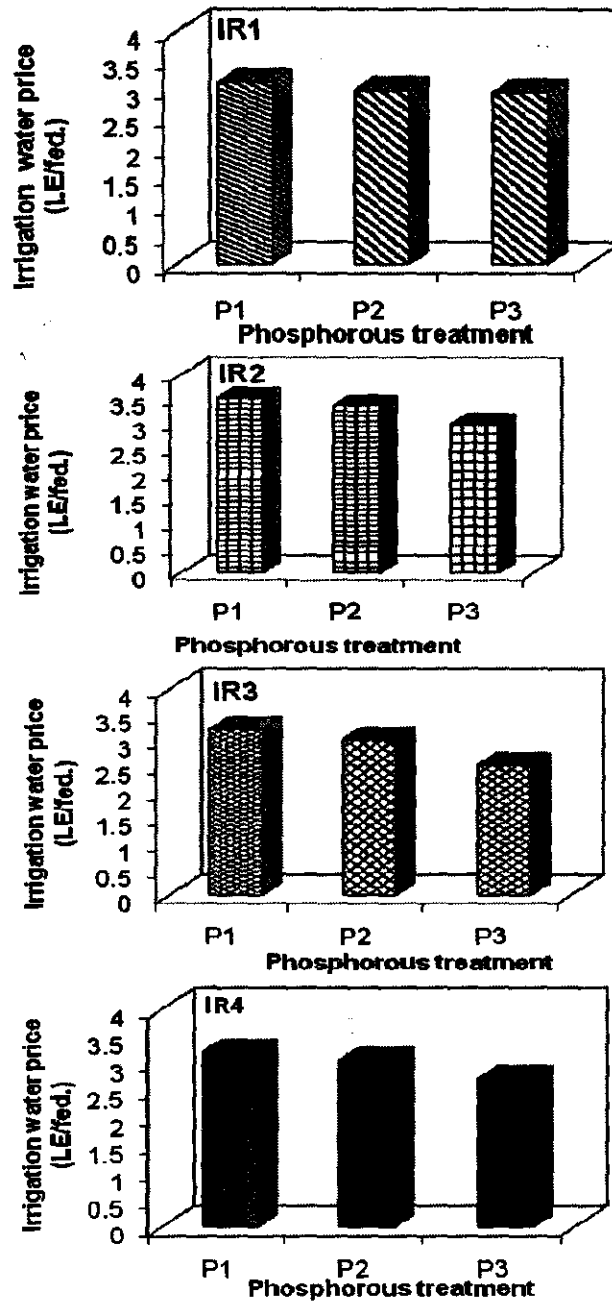 IR1
Irrigation water price
(LE/fed.)
4
3.5
3
2.5
2
1.5
1
0.5
0
P1 P2 P3
Phosphorous treatment
IR2
Irrigation water price
(LE/fed.)
4
3.5
3
2.5
2
1.5
1
0.5
0
P1 P2 P3
Phosphorous treatment
IR3
Irrigation water price
(LE/fed.)
4
3.5
3
2.5
2
1.5
1
0.5
0
P1 P2 P3
Phosphorous treatment
IR4
Irrigation water price
(LE/fed.)
4
3.5
3
2.5
2
1.5
1
0.5
0
P1 P2 P3
Phosphorous treatment